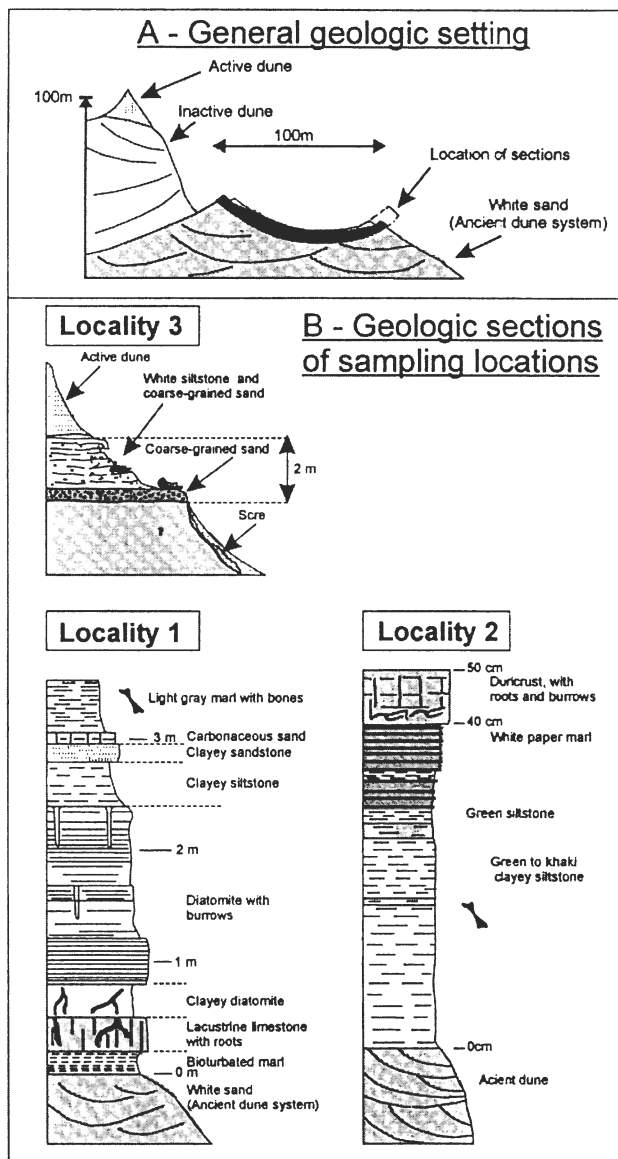 A - General geologic setting
Active dune
100m
Inactive dune
100m
Location of sections
White sand
(Ancient dune system)
Locality 3
B - Geologic sections
of sampling locations
Active dune
White siltstone and
coarse-grained sand
Coarse-grained sand
2 m
Scre
?
Locality 1
Light gray marl with bones
3 m
Carbonaceous sand
Clayey sandstone
Clayey siltstone
2 m
Diatomite with
burrows
1 m
Clayey diatomite
Lacustrine limestone
with roots
Bioturbated marl
0 m
White sand
(Ancient dune system)
Locality 2
50 cm
Duricrust, with
roots and burrows
40 cm
White paper marl
Green siltstone
Green to khaki
clayey siltstone
0cm
Acient dune